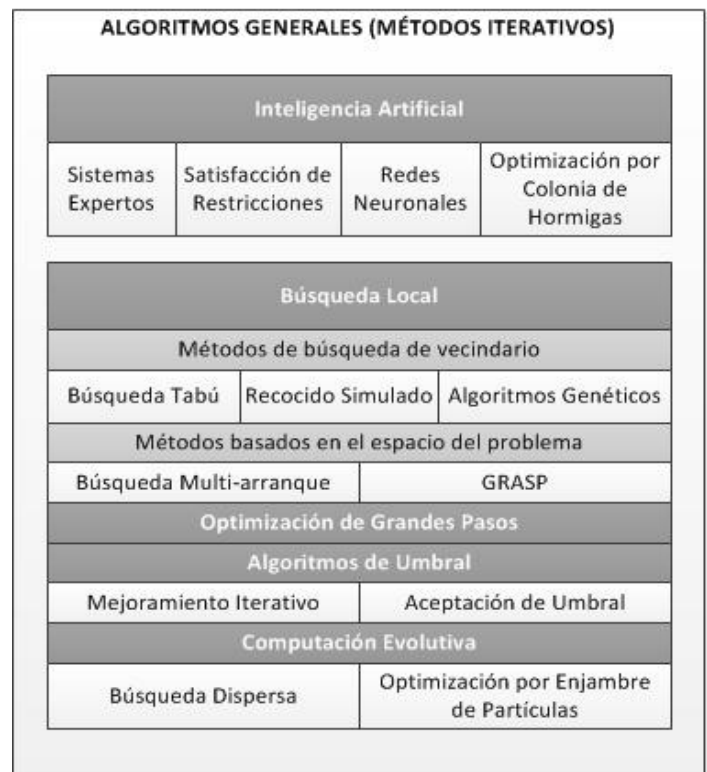 ALGORITMOS GENERALES (MÉTODOS ITERATIVOS)
Inteligencia Artificial
Sistemas
Expertos
Satisfacción de
Restricciones
Redes
Neuronales
Optimización por
Colonia de
Hormigas
Búsqueda Local
Métodos de búsqueda de vecindario
Búsqueda Tabú
Recocido Simulado
Algoritmos Genéticos
Métodos basados en el espacio del problema
Búsqueda Multi-arranque
GRASP
Optimización de Grandes Pasos
Algoritmos de Umbral
Mejoramiento Iterativo
Aceptación de Umbral
Computación Evolutiva
Búsqueda Dispersa
Optimización por Enjambre
de Partículas